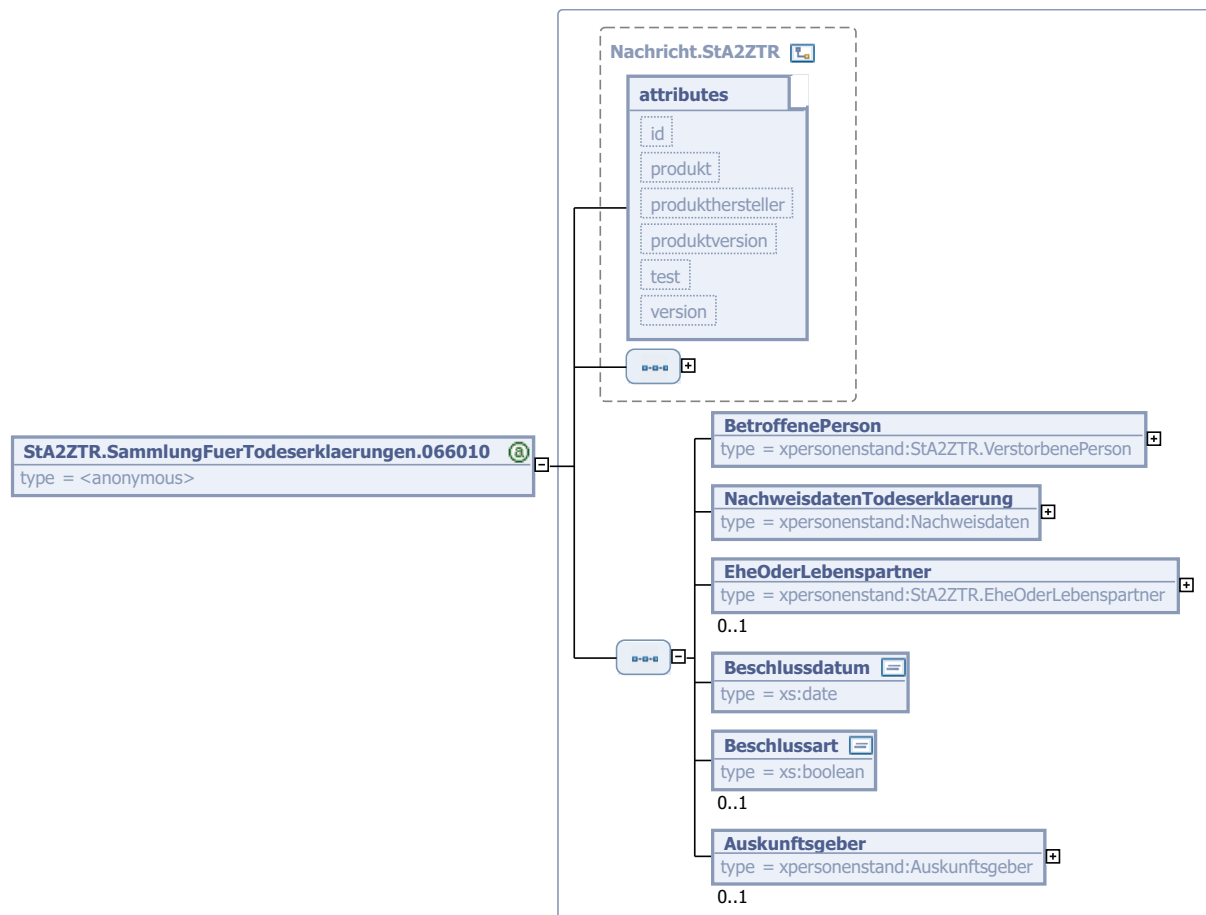 Nachricht.StA2ZTR
attributes
id
produkt
produkthersteller
produktversion
test
version
StA2ZTR.SammlungFuerTodeserklaerungen.066010 @
type = <anonymous>
BetroffenePerson
type = xpersonenstand:StA2ZTR.VerstorbenePerson
NachweisdatenTodeserklaerung
type = xpersonenstand:Nachweisdaten
EheOderLebenspartner
type = xpersonenstand:StA2ZTR.EheOderLebenspartner
0..1
Beschlussdatum
type = xs:date
Beschlussart
type = xs:boolean
0..1
Auskunftsgeber
type = xpersonenstand:Auskunftsgeber
0..1